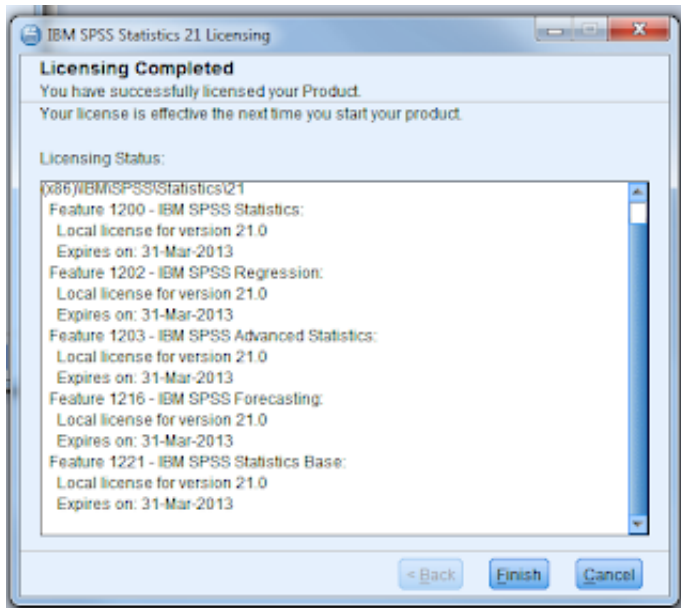 IBM SPSS Statistics 21 Licensing
Licensing Completed
You have successfully licensed your Product.
Your license is effective the next time you start your product.
Licensing Status:
(x86)\IBM\SPSS\Statistics\21
Feature 1200 - IBM SPSS Statistics:
Local license for version 21.0
Expires on: 31-Mar-2013
Feature 1202 - IBM SPSS Regression:
Local license for version 21.0
Expires on: 31-Mar-2013
Feature 1203 - IBM SPSS Advanced Statistics:
Local license for version 21.0
Expires on: 31-Mar-2013
Feature 1216 - IBM SPSS Forecasting:
Local license for version 21.0
Expires on: 31-Mar-2013
Feature 1221 - IBM SPSS Statistics Base:
Local license for version 21.0
Expires on: 31-Mar-2013
< Back Finish Cancel